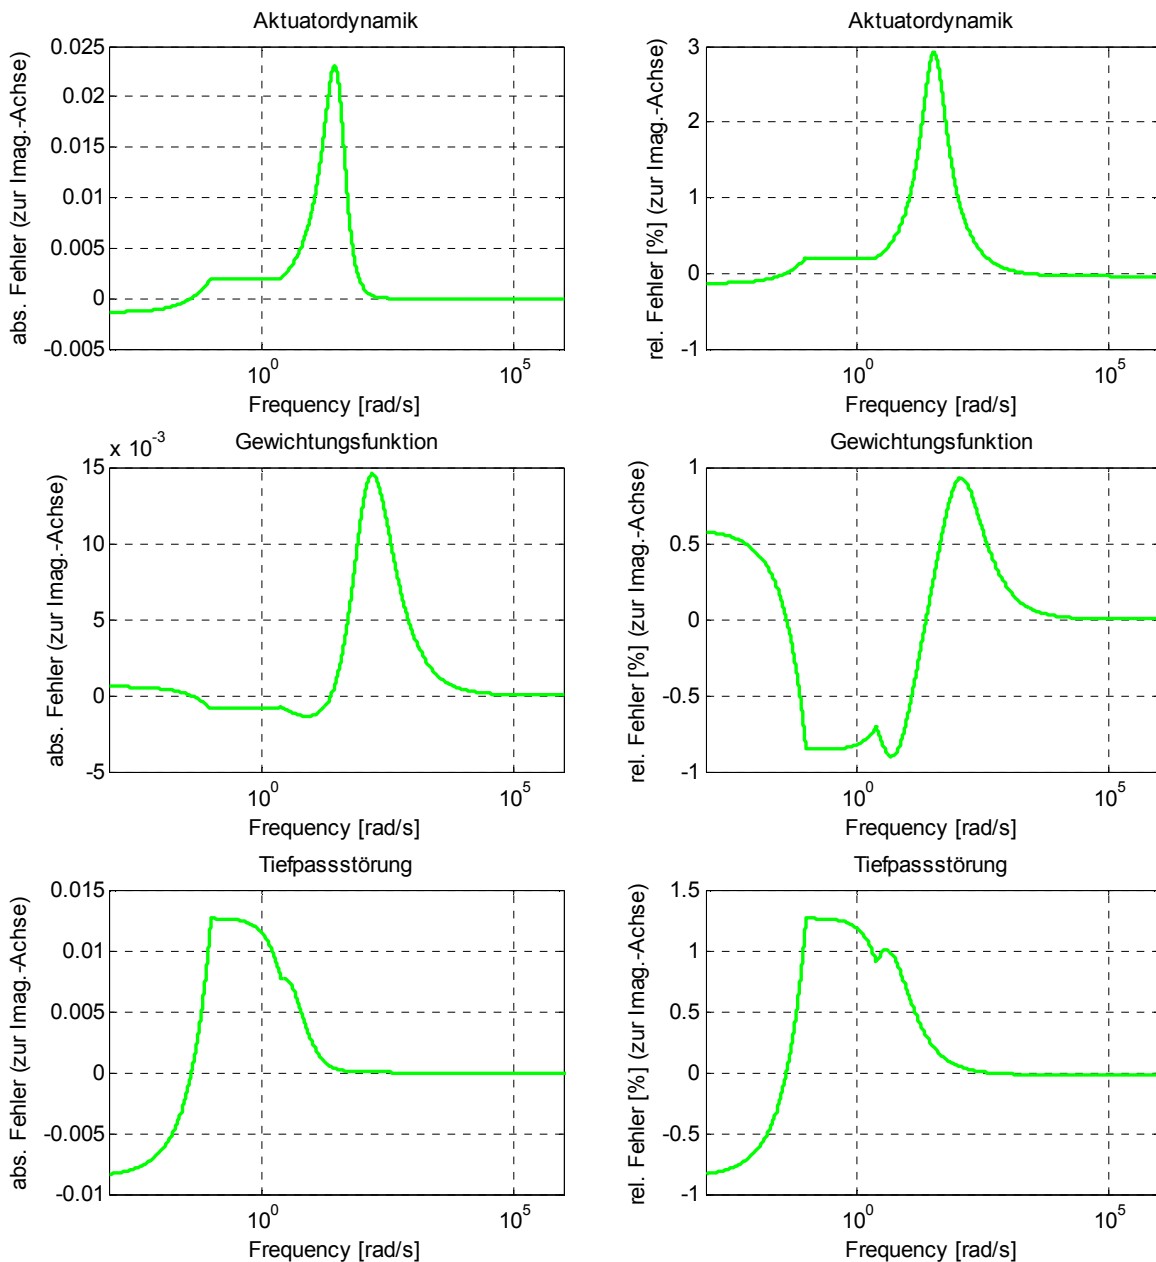 Aktuatordynamik
abs. Fehler (zur Imag.-Achse)
0.025
0.02
0.015
0.01
0.005
0
-0.005
10^0
10^5
Frequency [rad/s]
Aktuatordynamik
rel. Fehler [%] (zur Imag.-Achse)
3
2
1
0
-1
10^0
10^5
Frequency [rad/s]
Gewichtungsfunktion
x 10^-3
abs. Fehler (zur Imag.-Achse)
15
10
5
0
-5
10^0
10^5
Frequency [rad/s]
Gewichtungsfunktion
rel. Fehler [%] (zur Imag.-Achse)
1
0.5
0
-0.5
-1
10^0
10^5
Frequency [rad/s]
Tiefpassstörung
abs. Fehler (zur Imag.-Achse)
0.015
0.01
0.005
0
-0.005
-0.01
10^0
10^5
Frequency [rad/s]
Tiefpassstörung
rel. Fehler [%] (zur Imag.-Achse)
1.5
1
0.5
0
-0.5
-1
10^0
10^5
Frequency [rad/s]